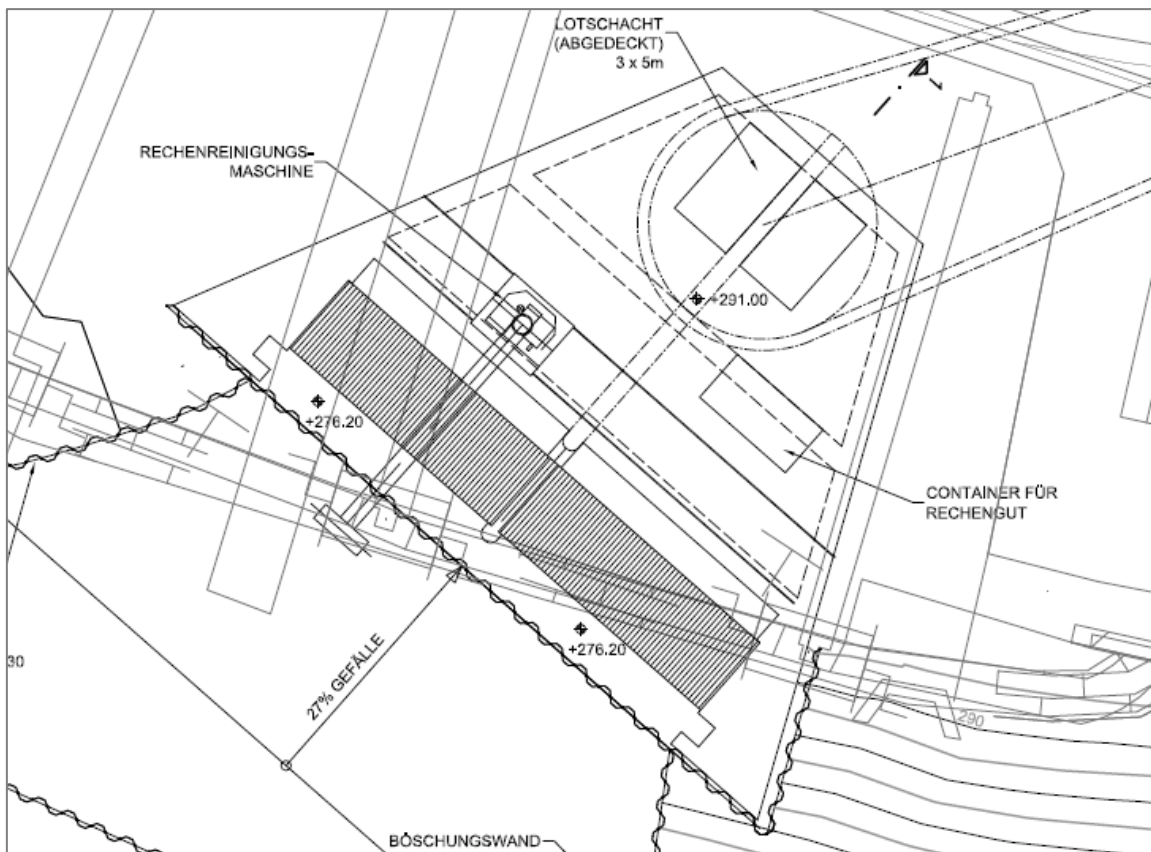 LOTSCHACHT
(ABGEDECKT)
3 x 5m
RECHENREINIGUNGS-
MASCHINE
+291.00
+276.20
CONTAINER FÜR
RECHENGUT
+276.20
27% GEFÄLLE
30
290
BÖSCHUNGSWAND